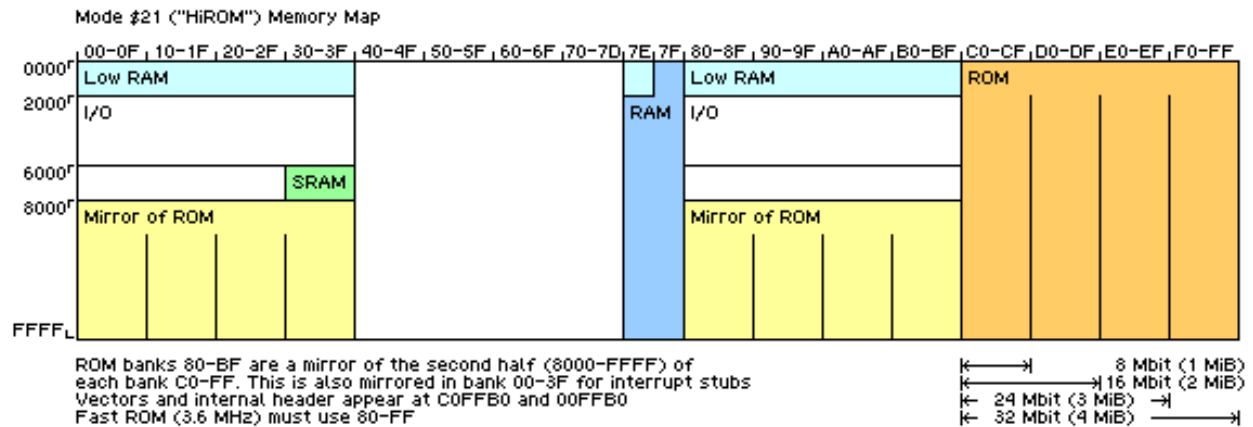 Mode $21 ("HiROM") Memory Map
00-0F 10-1F 20-2F 30-3F 40-4F 50-5F 60-6F 70-7D 7E 7F 80-8F 90-9F A0-AF B0-BF C0-CF D0-DF E0-EF F0-FF
0000
Low RAM
Low RAM
ROM
2000
I/O
RAM
I/O
6000
SRAM
8000
Mirror of ROM
Mirror of ROM
FFFF
ROM banks 80-BF are a mirror of the second half (8000-FFFF) of
each bank C0-FF. This is also mirrored in bank 00-3F for interrupt stubs
Vectors and internal header appear at C0FFB0 and 00FFB0
Fast ROM (3.6 MHz) must use 80-FF
8 Mbit (1 MiB)
16 Mbit (2 MiB)
24 Mbit (3 MiB)
32 Mbit (4 MiB)